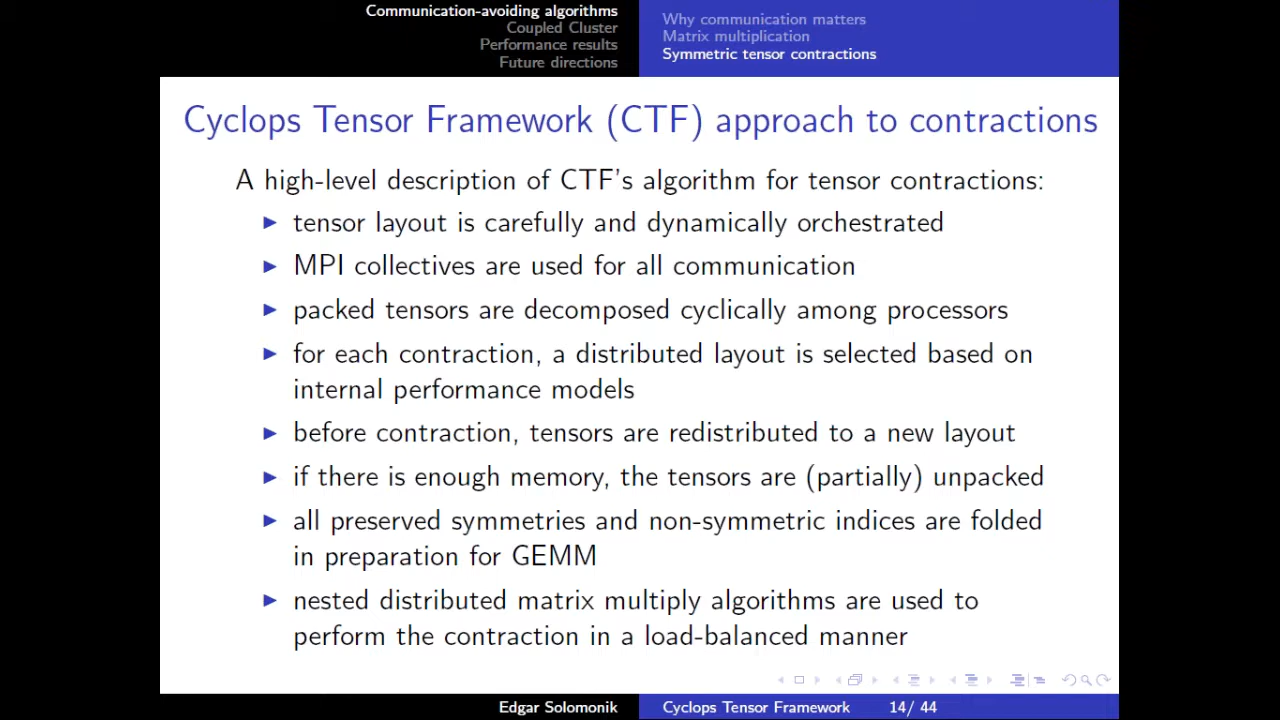 Communication-avoiding algorithms
Coupled Cluster
Performance results
Future directions
Why communication matters
Matrix multiplication
Symmetric tensor contractions
Cyclops Tensor Framework (CTF) approach to contractions
A high-level description of CTF's algorithm for tensor contractions:
tensor layout is carefully and dynamically orchestrated
MPI collectives are used for all communication
packed tensors are decomposed cyclically among processors
for each contraction, a distributed layout is selected based on
internal performance models
before contraction, tensors are redistributed to a new layout
if there is enough memory, the tensors are (partially) unpacked
all preserved symmetries and non-symmetric indices are folded
in preparation for GEMM
nested distributed matrix multiply algorithms are used to
perform the contraction in a load-balanced manner
Edgar Solomonik
Cyclops Tensor Framework
14/ 44